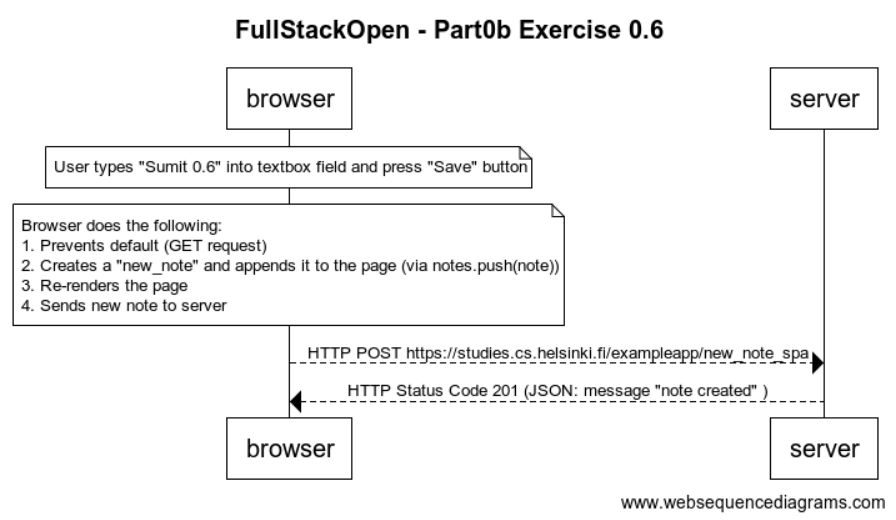 FullStackOpen - Part0b Exercise 0.6
browser
server
User types "Sumit 0.6" into textbox field and press "Save" button
Browser does the following:
1. Prevents default (GET request)
2. Creates a "new_note" and appends it to the page (via notes.push(note))
3. Re-renders the page
4. Sends new note to server
HTTP POST https://studies.cs.helsinki.fi/exampleapp/new_note_spa
HTTP Status Code 201 (JSON: message "note created" )
browser
server
www.websequencediagrams.com